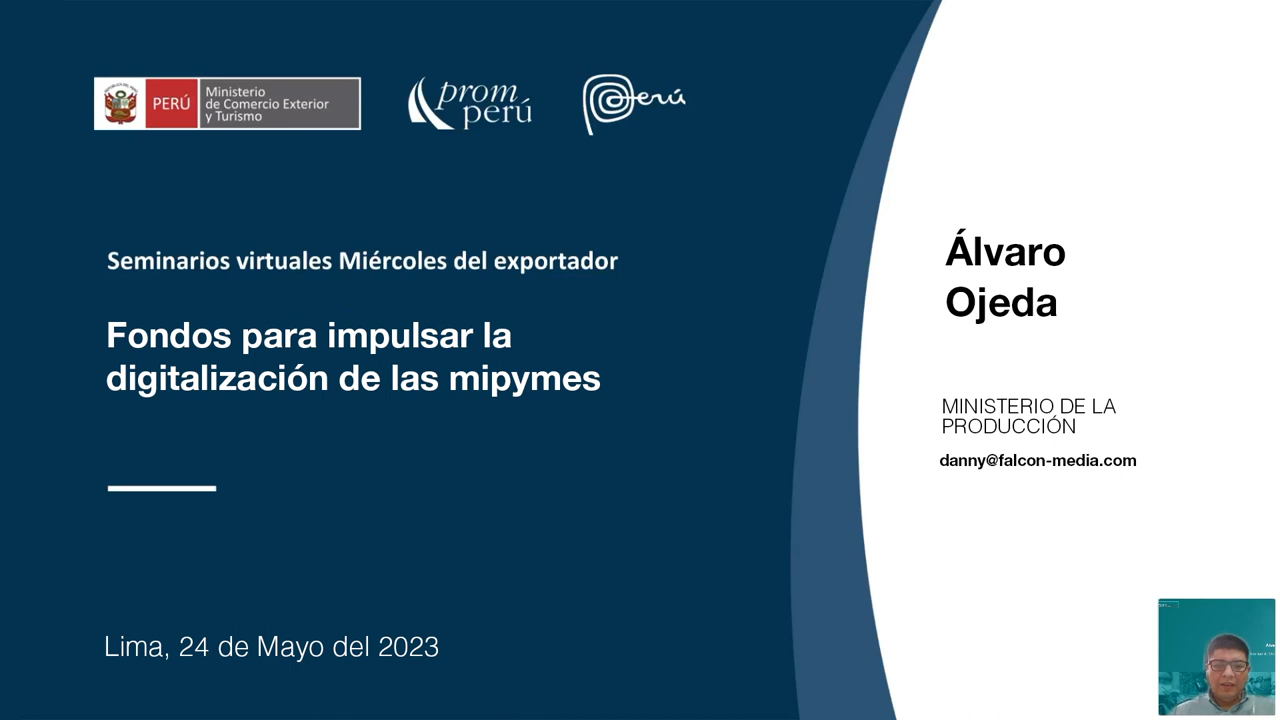 PERÚ
Ministerio
de Comercio Exterior
y Turismo
prom
perú
Perú
Seminarios virtuales Miércoles del exportador
Fondos para impulsar la
digitalización de las mipymes
Lima, 24 de Mayo del 2023
Álvaro
Ojeda
MINISTERIO DE LA
PRODUCCIÓN
danny@falcon-media.com